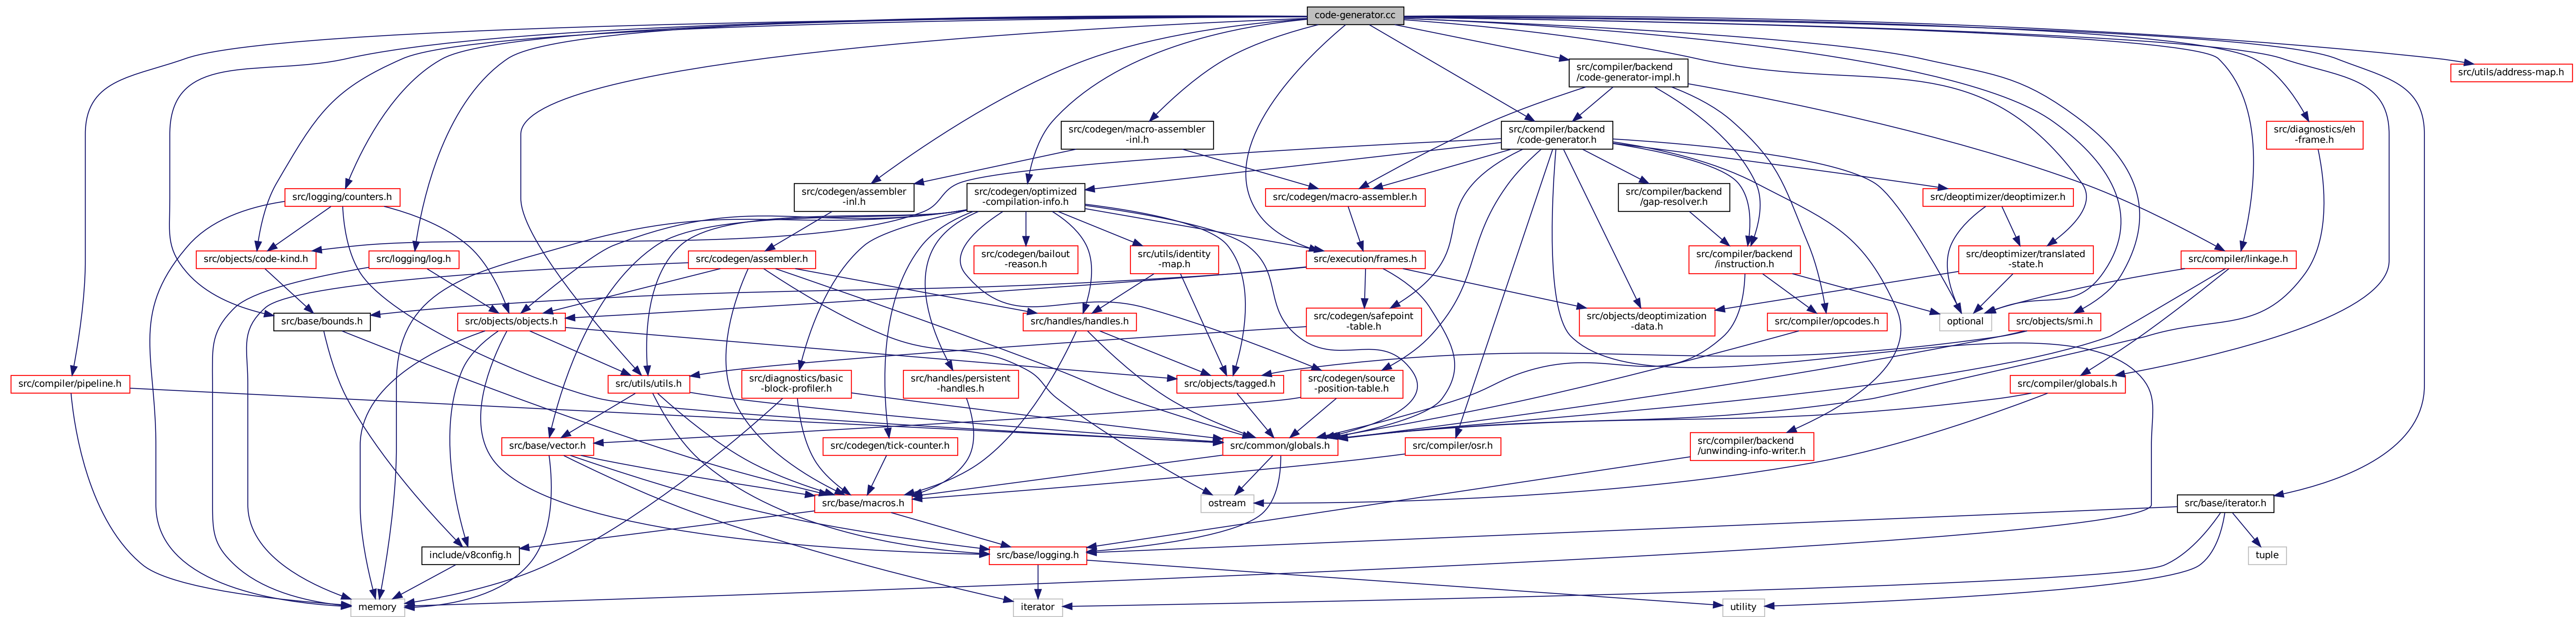 code-generator.cc
src/compiler/backend
/code-generator-impl.h
src/utils/address-map.h
src/codegen/macro-assembler
-inl.h
src/compiler/backend
/code-generator.h
src/diagnostics/eh
-frame.h
src/logging/counters.h
src/codegen/assembler
-inl.h
src/codegen/optimized
-compilation-info.h
src/codegen/macro-assembler.h
src/compiler/backend
/gap-resolver.h
src/deoptimizer/deoptimizer.h
src/objects/code-kind.h
src/logging/log.h
src/codegen/assembler.h
src/codegen/bailout
-reason.h
src/utils/identity
-map.h
src/execution/frames.h
src/compiler/backend
/instruction.h
src/deoptimizer/translated
-state.h
src/compiler/linkage.h
src/base/bounds.h
src/objects/objects.h
src/handles/handles.h
src/codegen/safepoint
-table.h
src/objects/deoptimization
-data.h
src/compiler/opcodes.h
optional
src/objects/smi.h
src/compiler/pipeline.h
src/utils/utils.h
src/diagnostics/basic
-block-profiler.h
src/handles/persistent
-handles.h
src/objects/tagged.h
src/codegen/source
-position-table.h
src/compiler/globals.h
src/base/vector.h
src/codegen/tick-counter.h
src/common/globals.h
src/compiler/osr.h
src/compiler/backend
/unwinding-info-writer.h
src/base/macros.h
ostream
src/base/iterator.h
include/v8config.h
src/base/logging.h
tuple
memory
iterator
utility